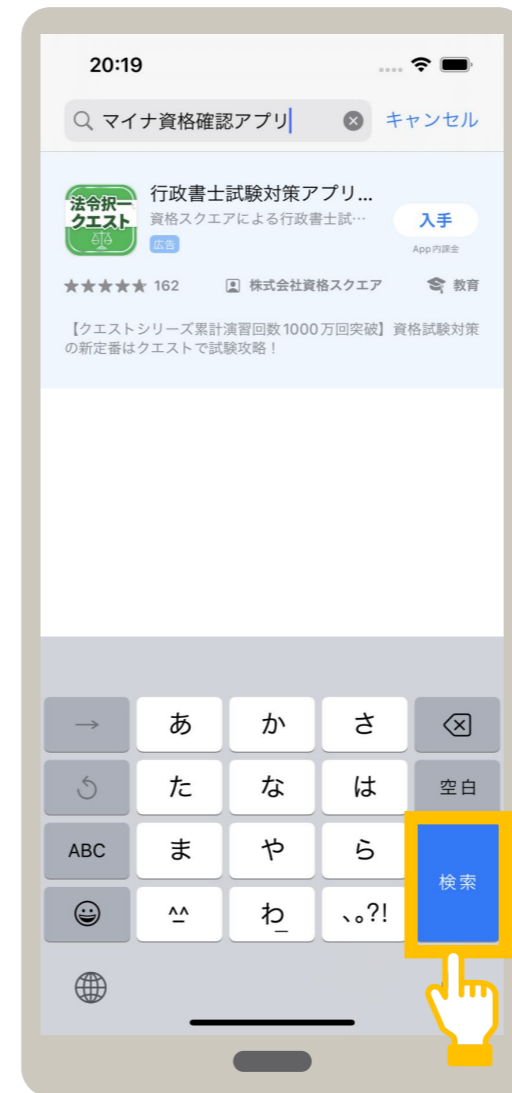 20:19
マイナ資格確認アプリ
キャンセル
法令択一
クエスト
行政書士試験対策アプリ...
資格スクエアによる行政書士試…
広告
入手
App内課金
★★★★★ 162
株式会社資格スクエア
教育
【クエストシリーズ累計演習回数1000万回突破】資格試験対策
の新定番はクエストで試験攻略！
→ あ か さ
た な は 空白
ABC ま や ら 検索
^^ わ 、。?!